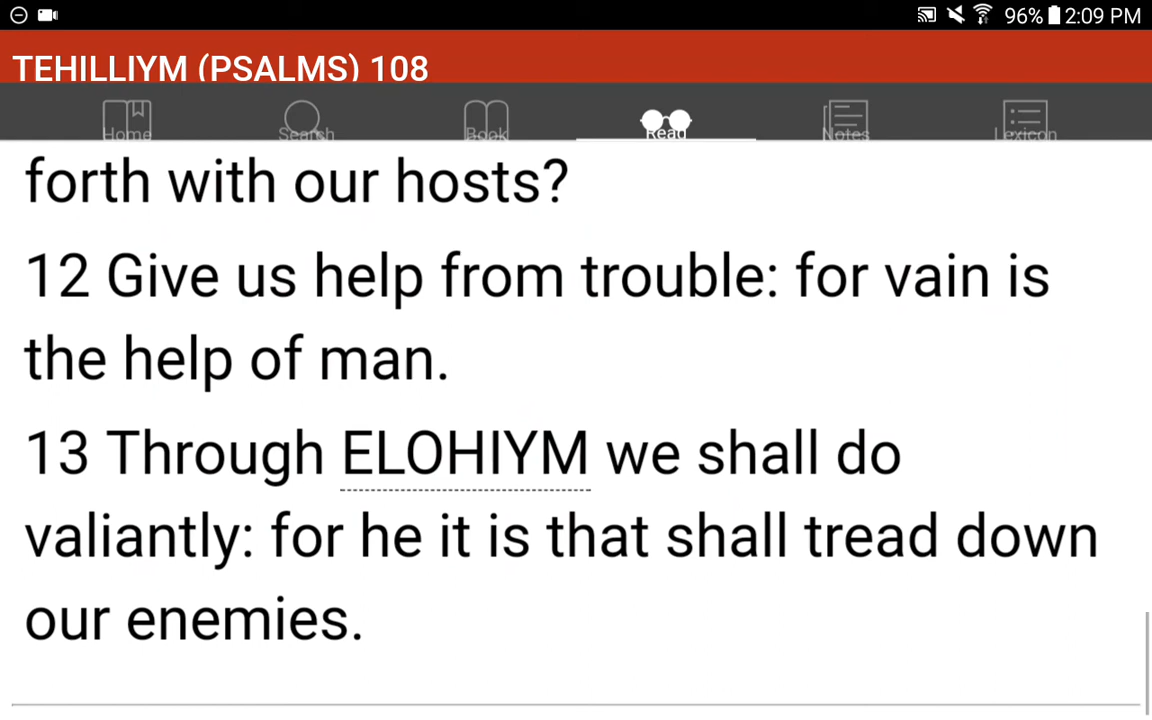 96% 2:09 PM
TEHILLIYM (PSALMS) 108
Home Search Book Read Notes Lexicon
forth with our hosts?
12 Give us help from trouble: for vain is
the help of man.
13 Through ELOHIYM we shall do
valiantly: for he it is that shall tread down
our enemies.